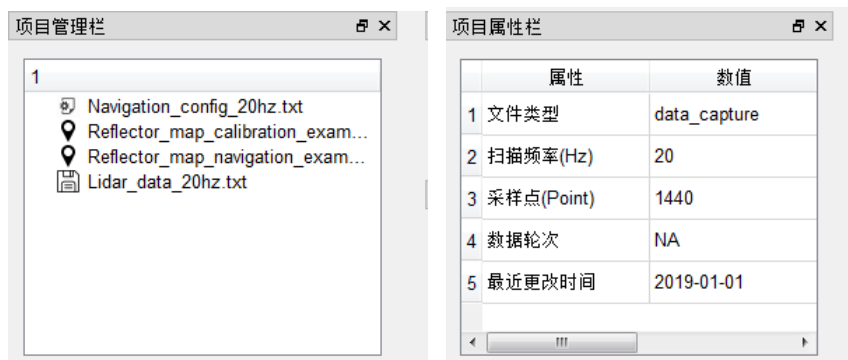 项目管理栏
1
Navigation_config_20hz.txt
Reflector_map_calibration_exam...
Reflector_map_navigation_exam...
Lidar_data_20hz.txt
项目属性栏
属性 数值
1 文件类型 data_capture
2 扫描频率(Hz) 20
3 采样点(Point) 1440
4 数据轮次 NA
5 最近更改时间 2019-01-01